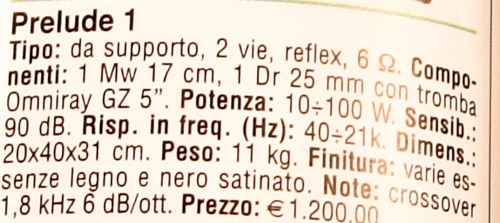 Prelude 1
Tipo: da supporto, 2 vie, reflex, 6 Ω. Compo-
nenti: 1 Mw 17 cm, 1 Dr 25 mm con tromba
Omniray GZ 5”. Potenza: 10÷100 W. Sensib.:
90 dB. Risp. in freq. (Hz): 40÷21k. Dimens.:
20x40x31 cm. Peso: 11 kg. Finitura: varie es-
senze legno e nero satinato. Note: crossover
1,8 kHz 6 dB/ott. Prezzo: € 1.200,00